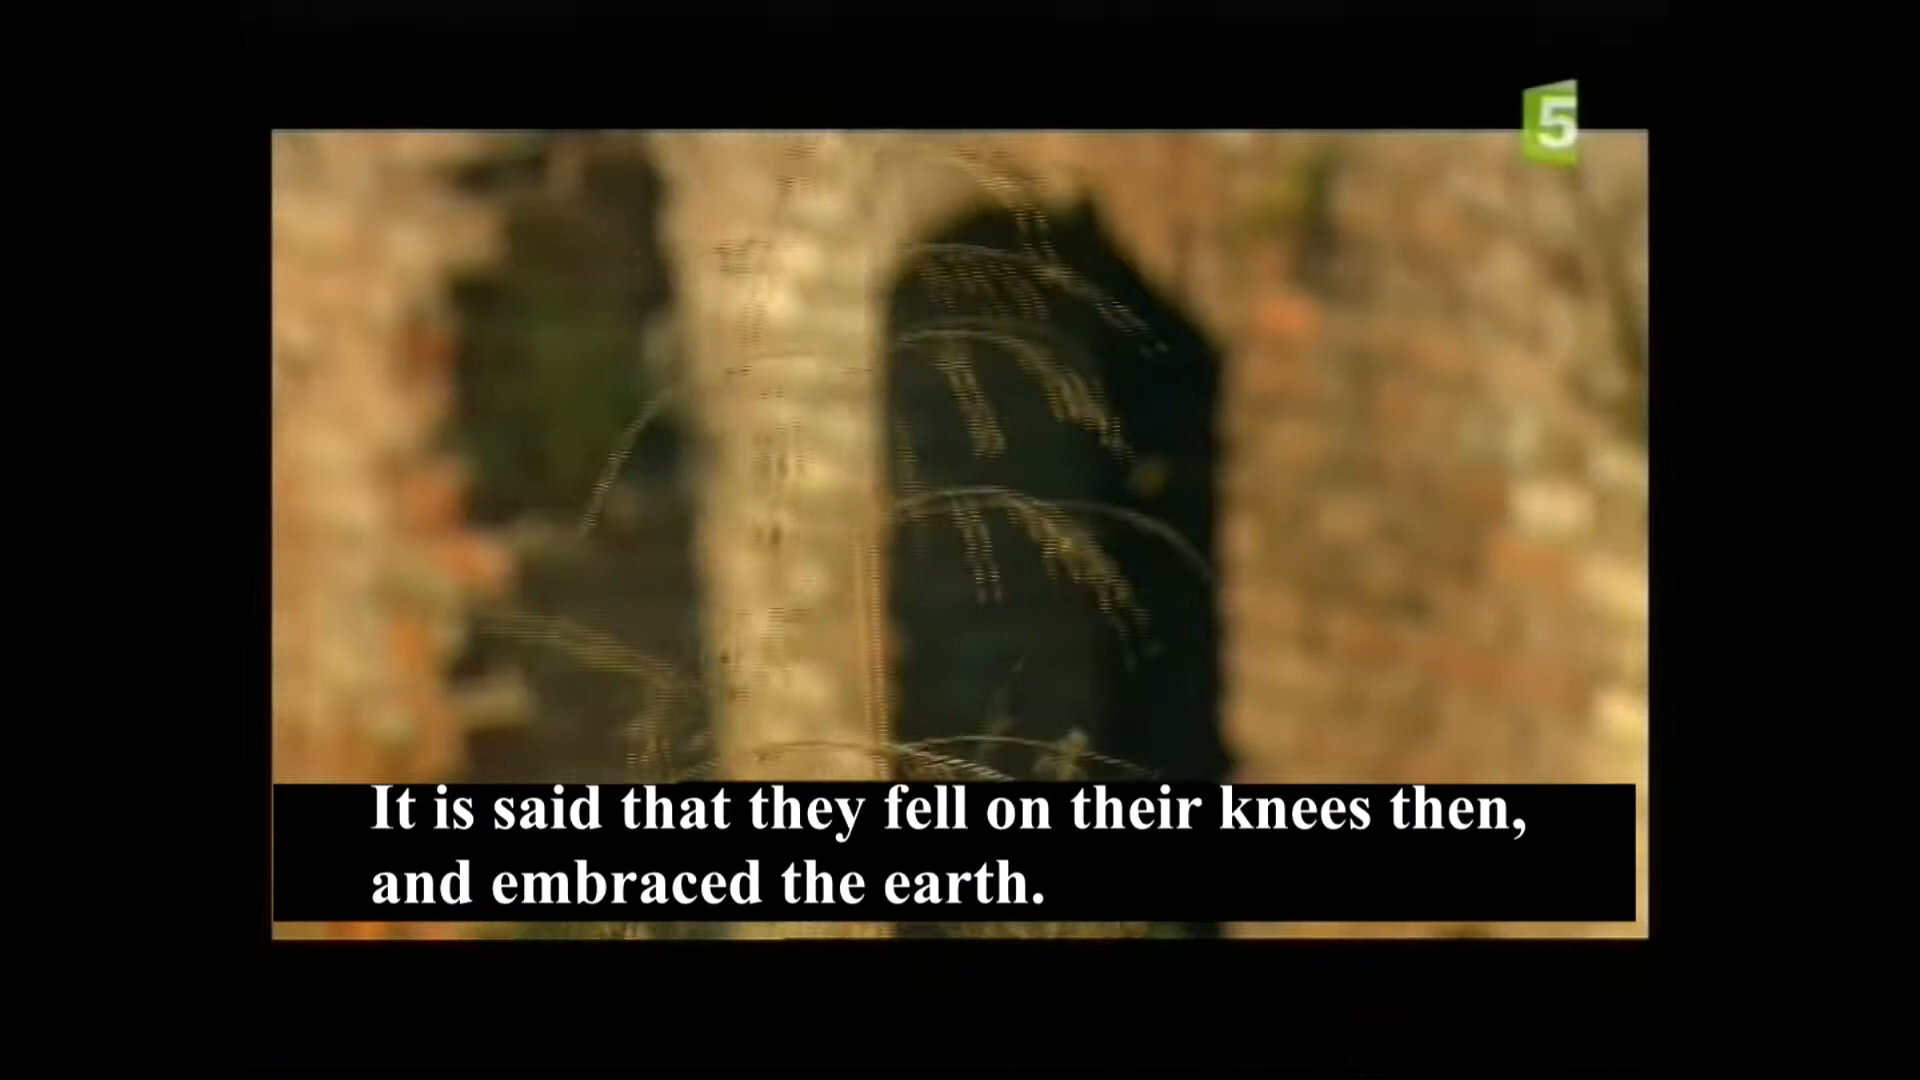 5
It is said that they fell on their knees then,
and embraced the earth.